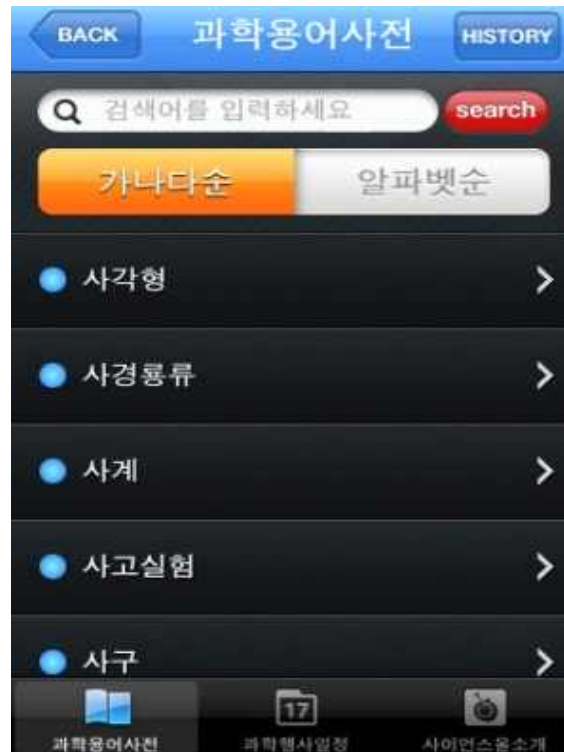 BACK 과학용어사전 HISTORY
검색어를 입력하세요 search
가나다순 알파벳순
사각형
사경룡류
사계
사고실험
사구
17
과학용어사전 과학행사일정 사이언스올소개